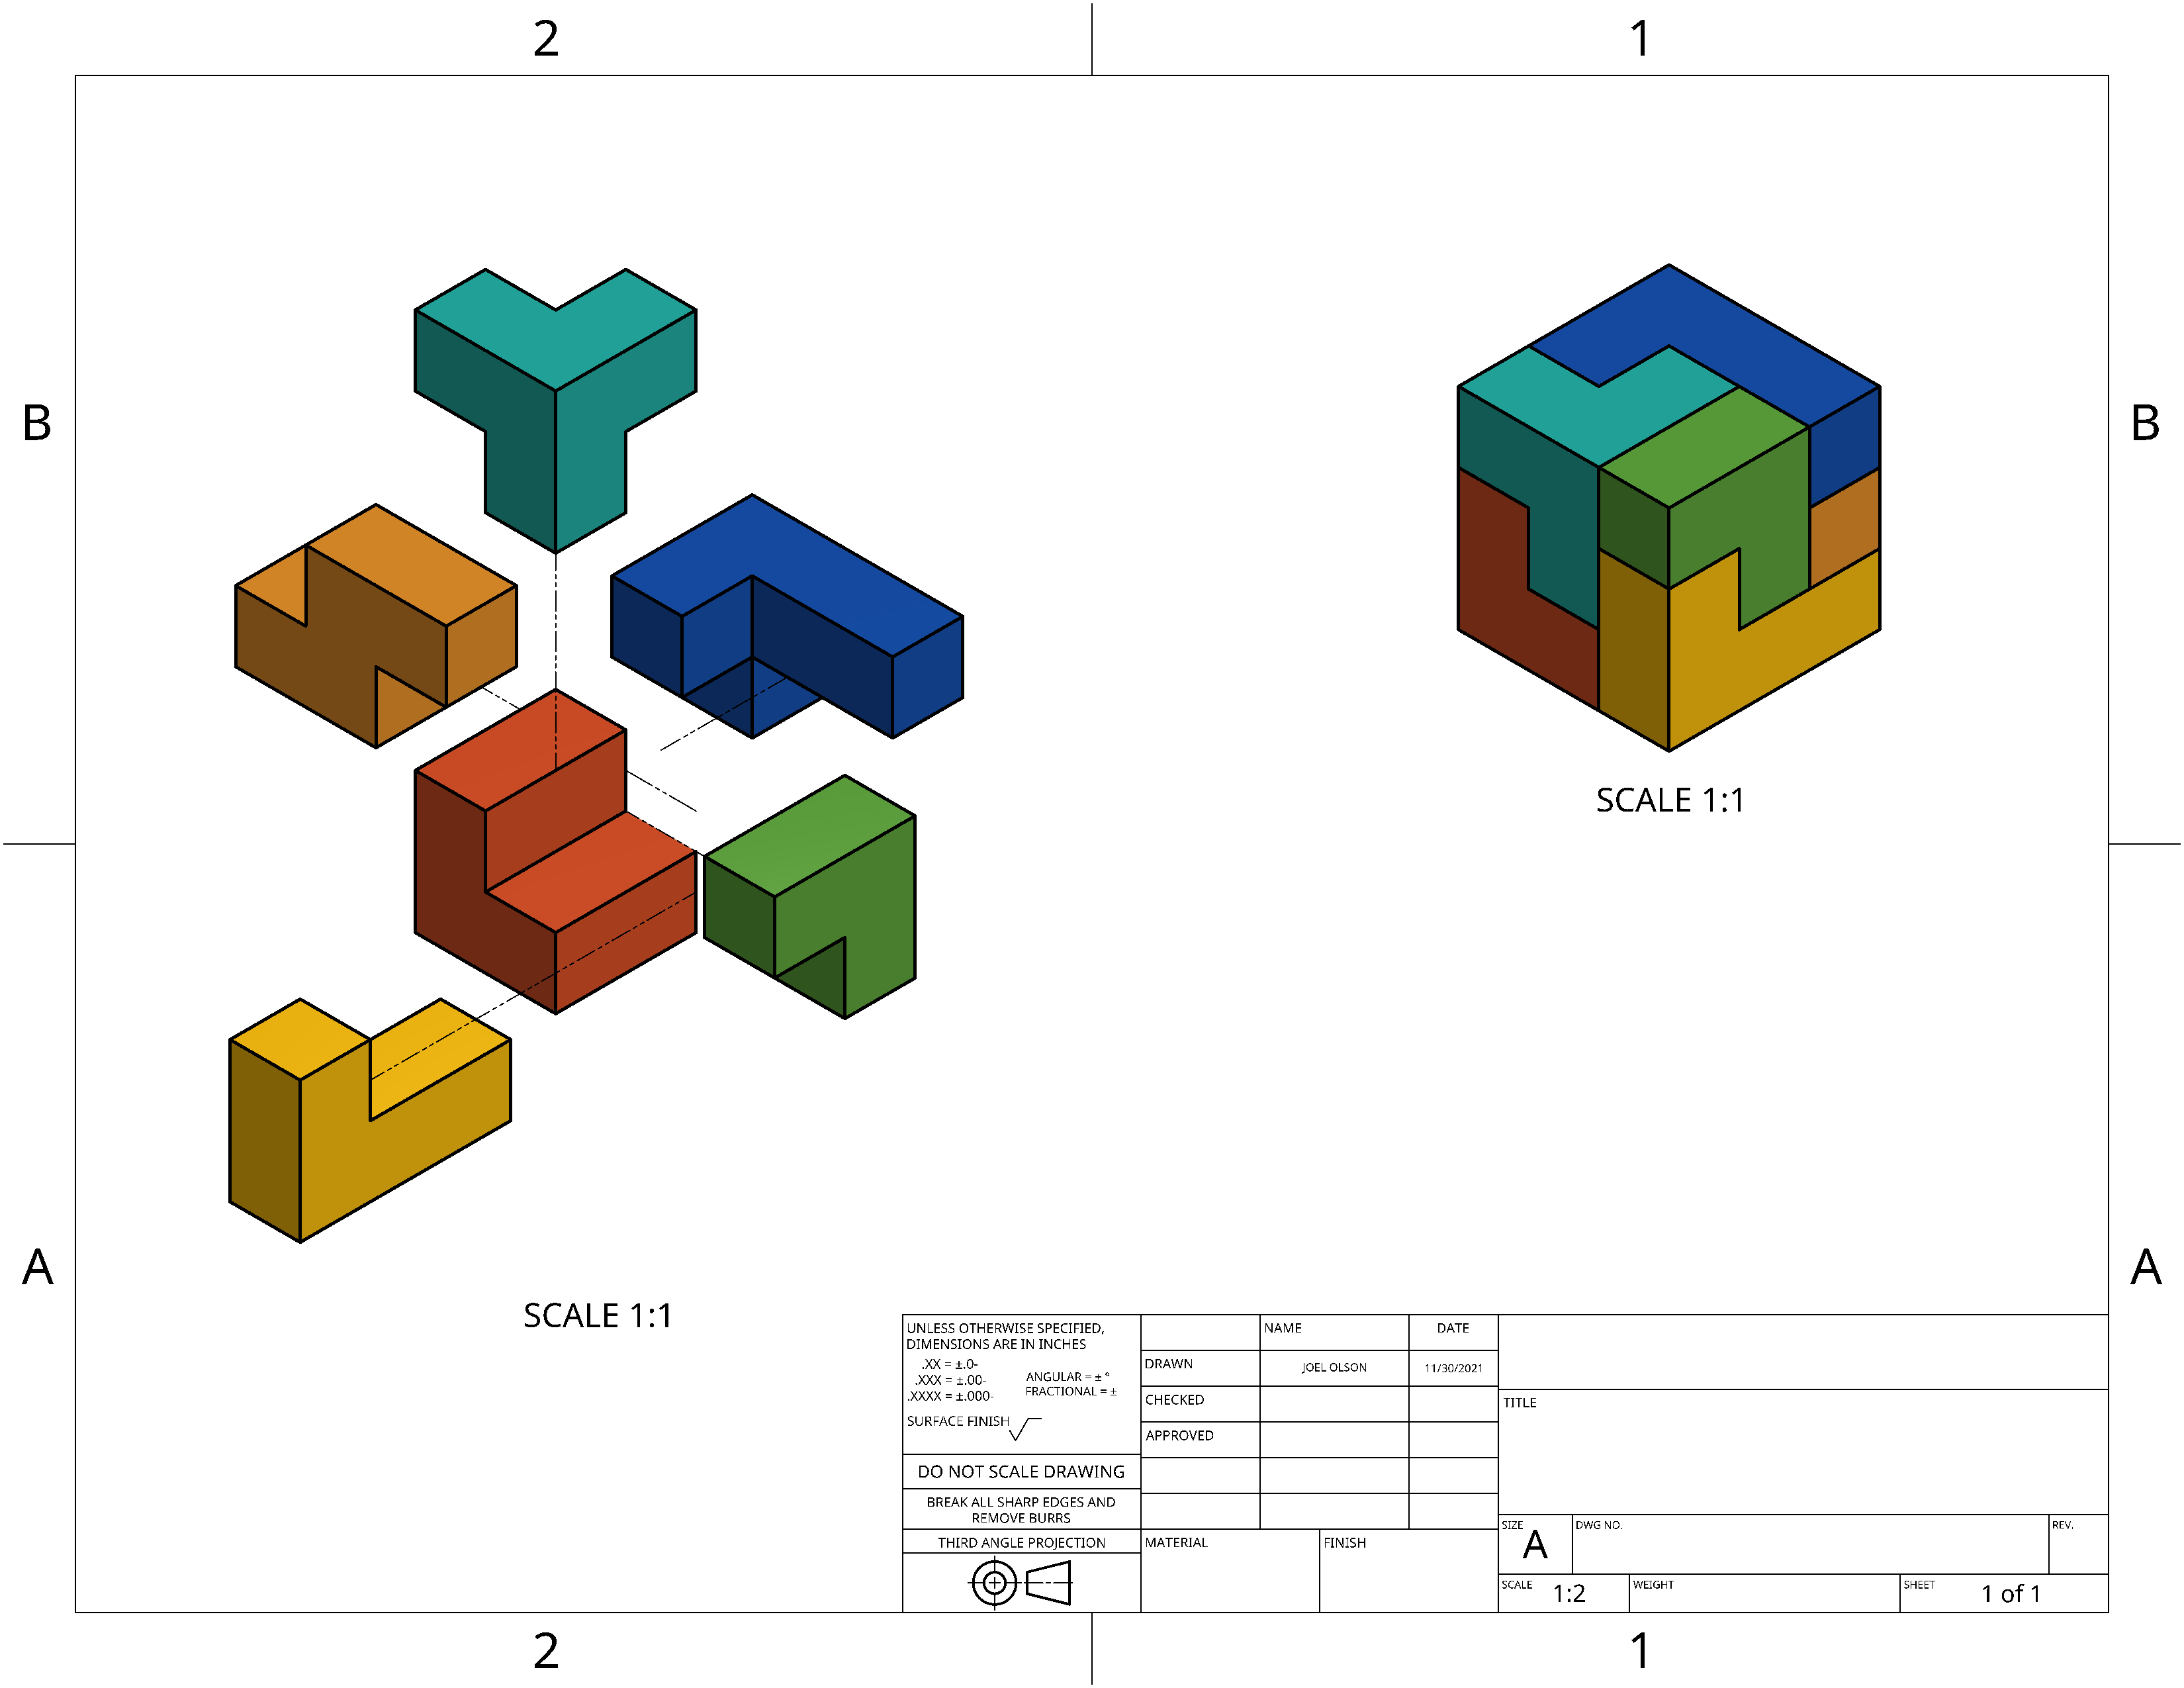 2 1
B B
SCALE 1:1
A A
SCALE 1:1
UNLESS OTHERWISE SPECIFIED,
DIMENSIONS ARE IN INCHES
.XX = ±.0-
.XXX = ±.00-
.XXXX = ±.000-
ANGULAR = ± °
FRACTIONAL = ±
SURFACE FINISH
DO NOT SCALE DRAWING
BREAK ALL SHARP EDGES AND
REMOVE BURRS
THIRD ANGLE PROJECTION
NAME DATE
DRAWN JOEL OLSON 11/30/2021
CHECKED
APPROVED
MATERIAL FINISH
TITLE
SIZE A DWG NO. REV.
SCALE 1:2 WEIGHT SHEET 1 of 1
2 1